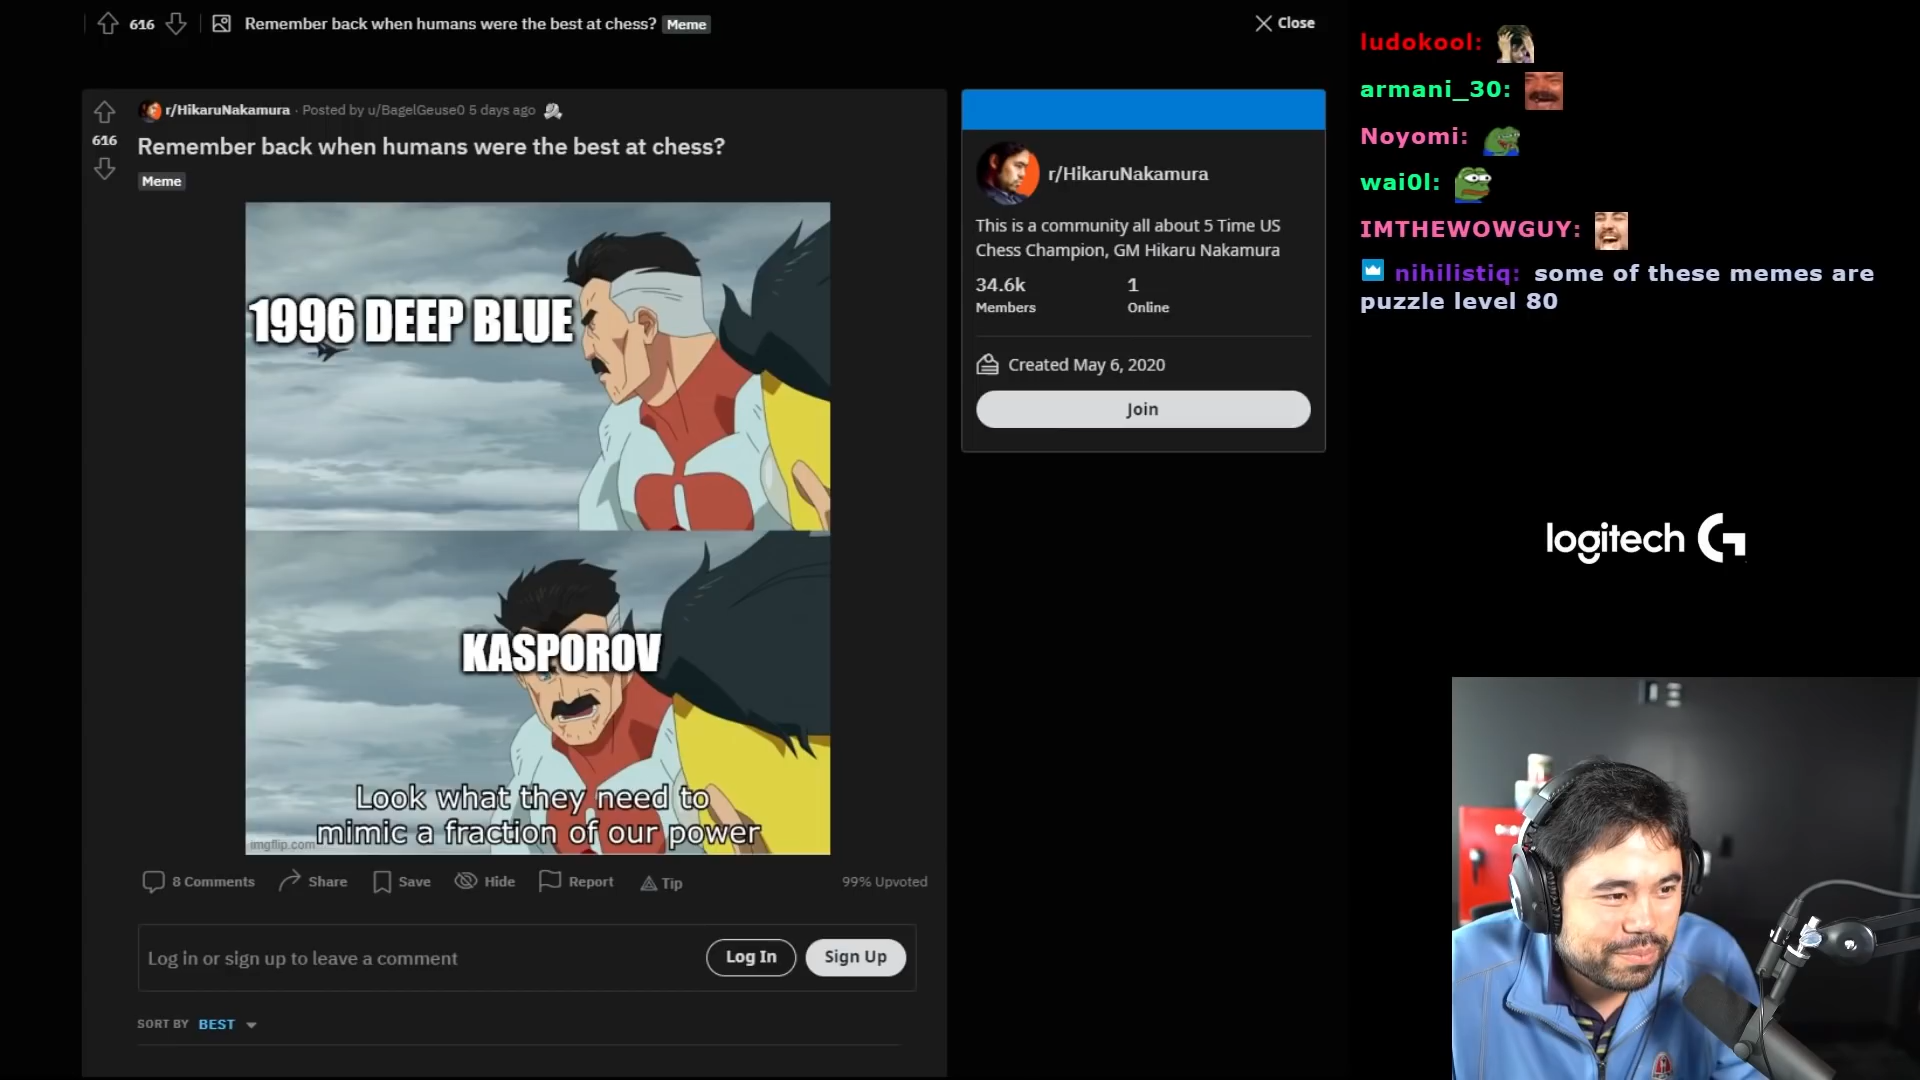 616
Remember back when humans were the best at chess? Meme
Close
r/HikaruNakamura · Posted by u/BagelGeuse0 5 days ago
616
Remember back when humans were the best at chess?
Meme
1996 DEEP BLUE
KASPOROV
Look what they need to
mimic a fraction of our power
imgflip.com
8 Comments
Share
Save
Hide
Report
Tip
99% Upvoted
Log in or sign up to leave a comment
Log In
Sign Up
SORT BY BEST
r/HikaruNakamura
This is a community all about 5 Time US
Chess Champion, GM Hikaru Nakamura
34.6k
Members
1
Online
Created May 6, 2020
Join
ludokool:
armani_30:
Noyomi:
wai0l:
IMTHEWOWGUY:
nihilistiq: some of these memes are
puzzle level 80
logitech G